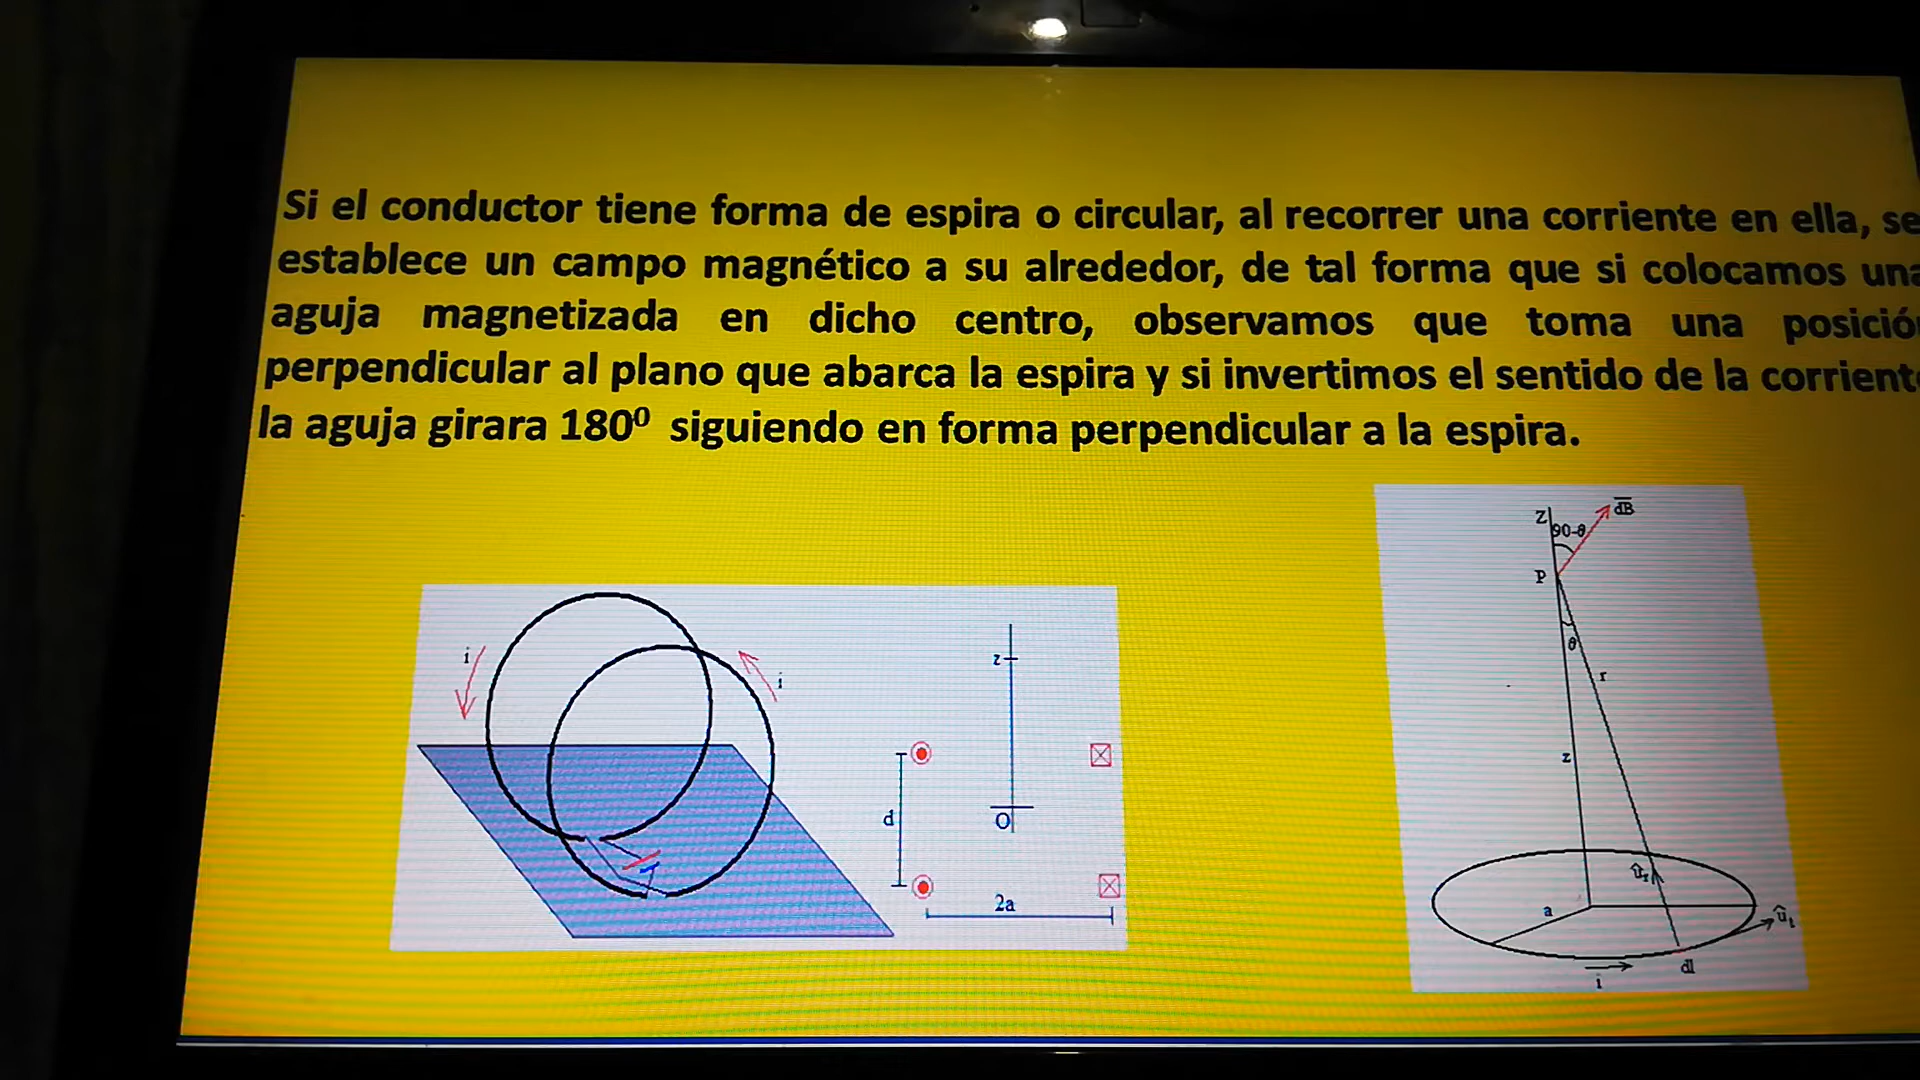 Si el conductor tiene forma de espira o circular, al recorrer una corriente en ella, se
establece un campo magnético a su alrededor, de tal forma que si colocamos una
aguja magnetizada en dicho centro, observamos que toma una
perpendicular al plano que abarca la espira y si invertimos el sentido de la
la aguja girara 180⁰ siguiendo en forma perpendicular a la espira.
i
i
z
d
O
2a
Z
90-θ
dB
P
θ
r
z
a
ûr
ût
dl
i